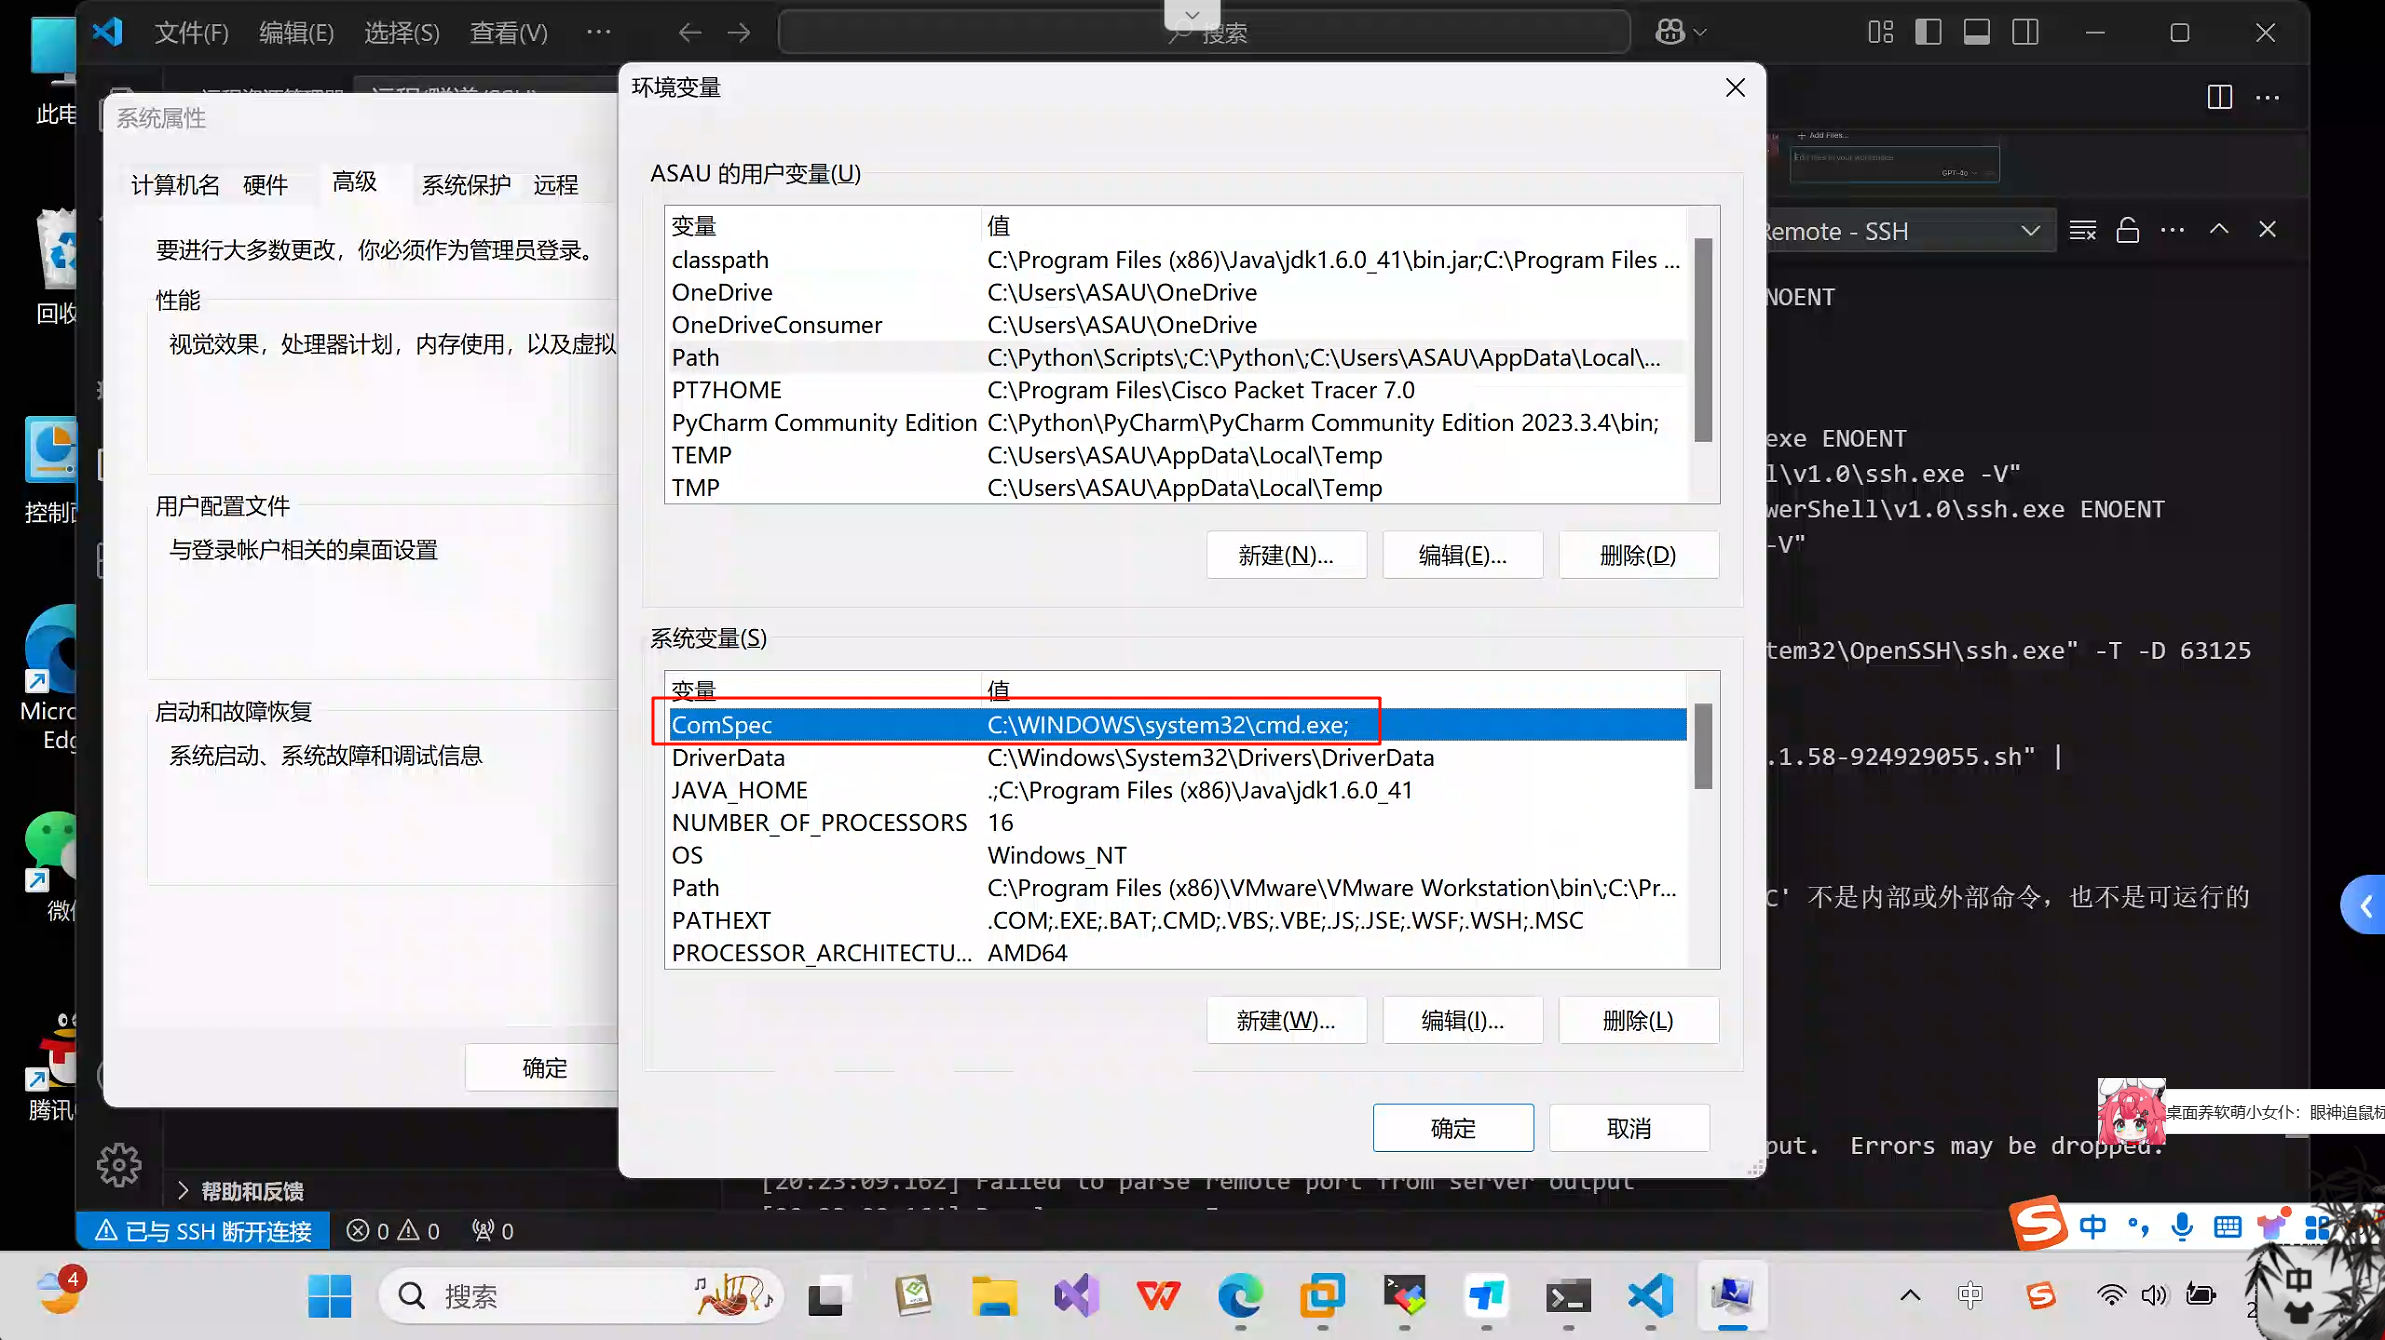 文件(F) 编辑(E) 选择(S) 查看(V) ··· 搜索
此电
回收
控制面
Micro
Edg
微信
腾讯
系统属性
计算机名 硬件 高级 系统保护 远程
要进行大多数更改，你必须作为管理员登录。
性能
视觉效果，处理器计划，内存使用，以及虚拟
用户配置文件
与登录帐户相关的桌面设置
启动和故障恢复
系统启动、系统故障和调试信息
确定
环境变量
ASAU 的用户变量(U)
变量 值
classpath C:\Program Files (x86)\Java\jdk1.6.0_41\bin.jar;C:\Program Files ...
OneDrive C:\Users\ASAU\OneDrive
OneDriveConsumer C:\Users\ASAU\OneDrive
Path C:\Python\Scripts\;C:\Python\;C:\Users\ASAU\AppData\Local\...
PT7HOME C:\Program Files\Cisco Packet Tracer 7.0
PyCharm Community Edition C:\Python\PyCharm\PyCharm Community Edition 2023.3.4\bin;
TEMP C:\Users\ASAU\AppData\Local\Temp
TMP C:\Users\ASAU\AppData\Local\Temp
新建(N)... 编辑(E)... 删除(D)
系统变量(S)
变量 值
ComSpec C:\WINDOWS\system32\cmd.exe;
DriverData C:\Windows\System32\Drivers\DriverData
JAVA_HOME .;C:\Program Files (x86)\Java\jdk1.6.0_41
NUMBER_OF_PROCESSORS 16
OS Windows_NT
Path C:\Program Files (x86)\VMware\VMware Workstation\bin\;C:\Pr...
PATHEXT .COM;.EXE;.BAT;.CMD;.VBS;.VBE;.JS;.JSE;.WSF;.WSH;.MSC
PROCESSOR_ARCHITECTU... AMD64
新建(W)... 编辑(I)... 删除(L)
确定 取消
+ Add Files...
Edit files in your workspace
GPT-4o
Remote - SSH
NOENT
exe ENOENT
l\v1.0\ssh.exe -V"
werShell\v1.0\ssh.exe ENOENT
-V"
tem32\OpenSSH\ssh.exe" -T -D 63125
.1.58-924929055.sh" |
C' 不是内部或外部命令，也不是可运行的
桌面养软萌小女仆：眼神追鼠标
put. Errors may be dropped.
[20:23:09.162] Failed to parse remote port from server output
帮助和反馈
已与 SSH 断开连接 0 0 0
中
4
搜索
中
中